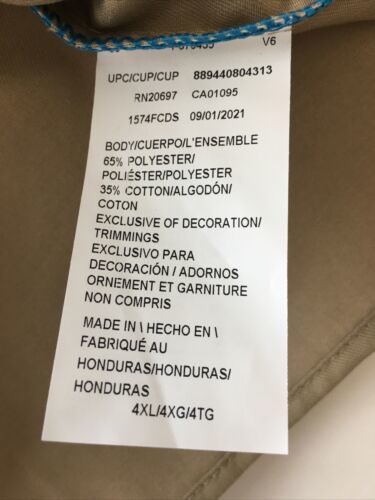 V6
UPC/CUP/CUP 889440804313
RN20697 CA01095
1574FCDS 09/01/2021
BODY/CUERPO/L'ENSEMBLE
65% POLYESTER/
POLIÉSTER/POLYESTER
35% COTTON/ALGODÓN/
COTON
EXCLUSIVE OF DECORATION/
TRIMMINGS
EXCLUSIVO PARA
DECORACIÓN / ADORNOS
ORNEMENT ET GARNITURE
NON COMPRIS
MADE IN \ HECHO EN \
FABRIQUÉ AU
HONDURAS/HONDURAS/
HONDURAS
4XL/4XG/4TG